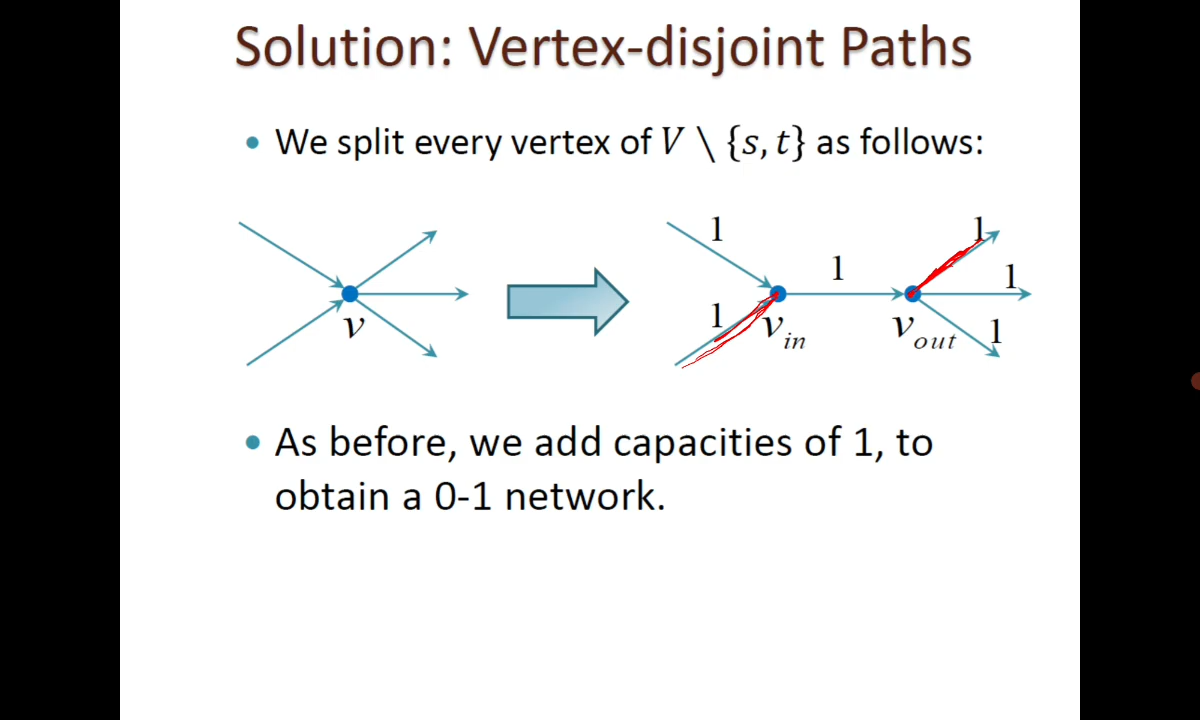 Solution: Vertex-disjoint Paths
• We split every vertex of V \ {s, t} as follows:
v
1
1
v_in
1
v_out
1
1
1
• As before, we add capacities of 1, to
obtain a 0-1 network.